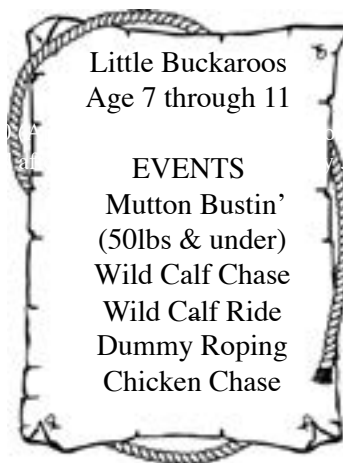 Little Buckaroos
Age 7 through 11
EVENTS
Mutton Bustin’
(50lbs & under)
Wild Calf Chase
Wild Calf Ride
Dummy Roping
Chicken Chase